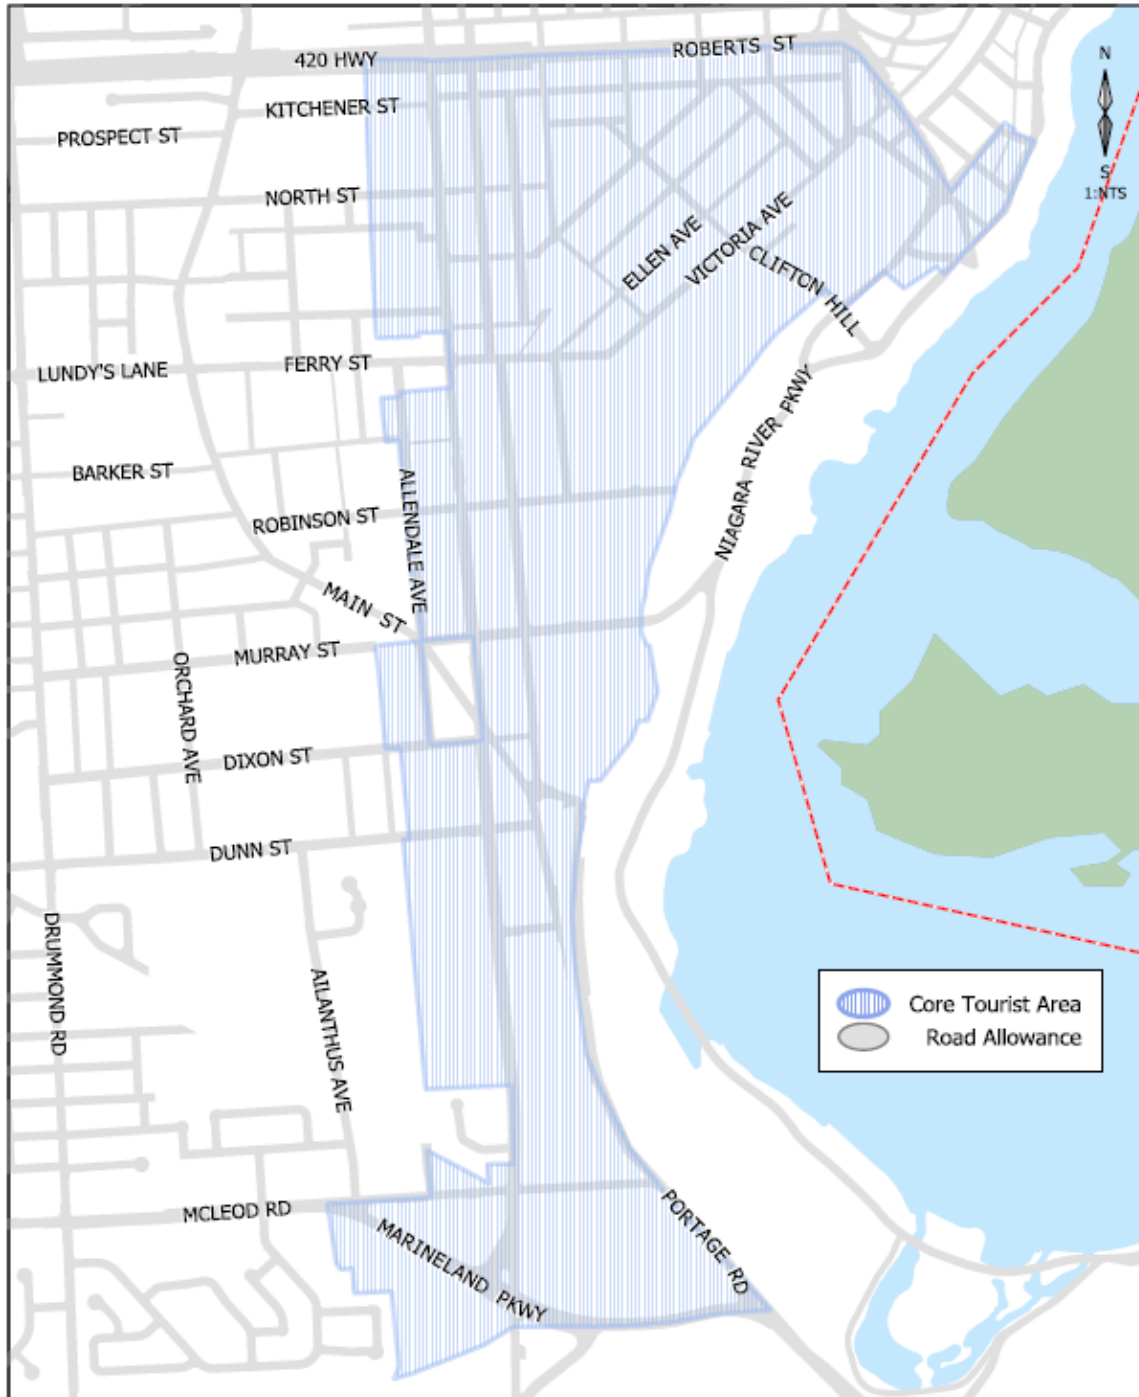 ROBERTS ST
420 HWY
N
KITCHENER ST
PROSPECT ST
S
1:NTS
NORTH ST
ELLEN AVE
VICTORIA AVE
CLIFTON HILL
LUNDY'S LANE
FERRY ST
NIAGARA RIVER PKWY
BARKER ST
ALLENDALE AVE
ROBINSON ST
MAIN ST
MURRAY ST
ORCHARD AVE
DIXON ST
DUNN ST
DRUMMOND RD
AILANTHUS AVE
Core Tourist Area
Road Allowance
MCLEOD RD
MARINELAND PKWY
PORTAGE RD